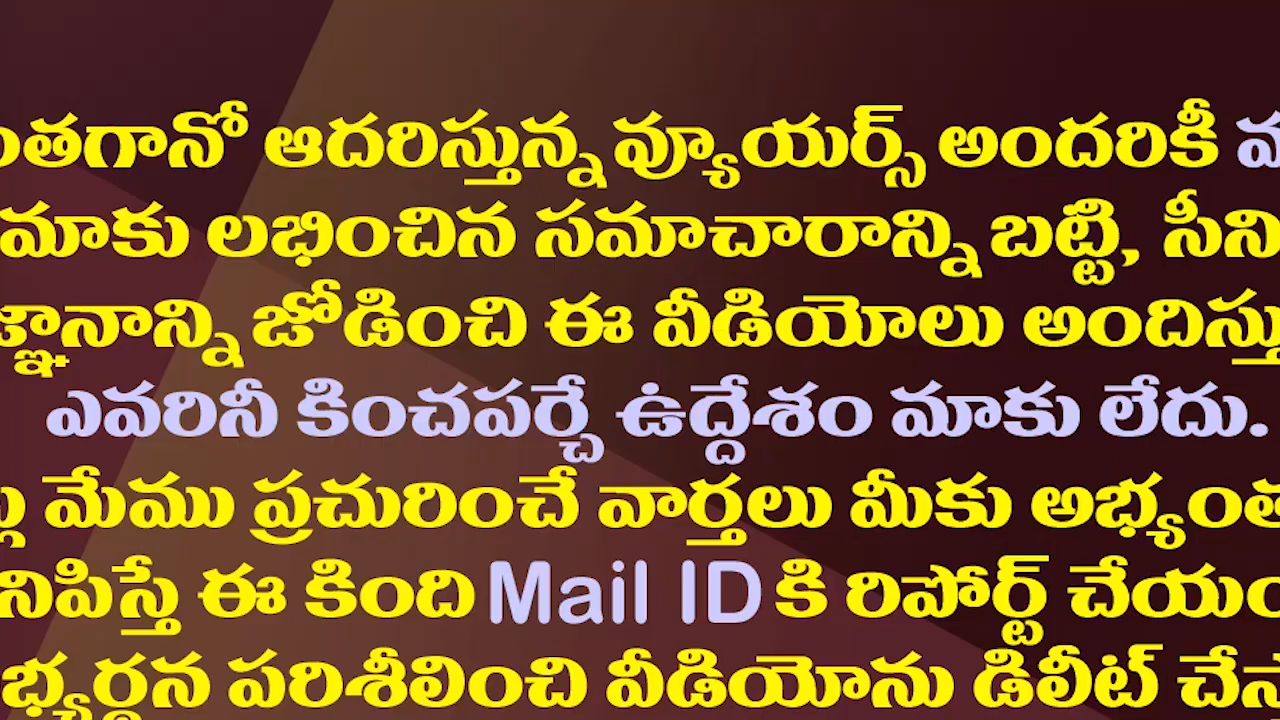 ంతగానో ఆదరిస్తున్న వ్యూయర్స్ అందరికీ
మాకు లభించిన సమాచారాన్ని బట్టి, సీని
జ్ఞానాన్ని జోడించి ఈ వీడియోలు అందిస్తు
ఎవరినీ కించపర్చే ఉద్దేశం మాకు లేదు.
మేము ప్రచురించే వార్తలు మీకు అభ్యంత
నిపిస్తే ఈ కింది Mail ID కి రిపోర్ట్ చేయం
భ్యర్థన పరిశీలించి వీడియోను డిలీట్ చేస